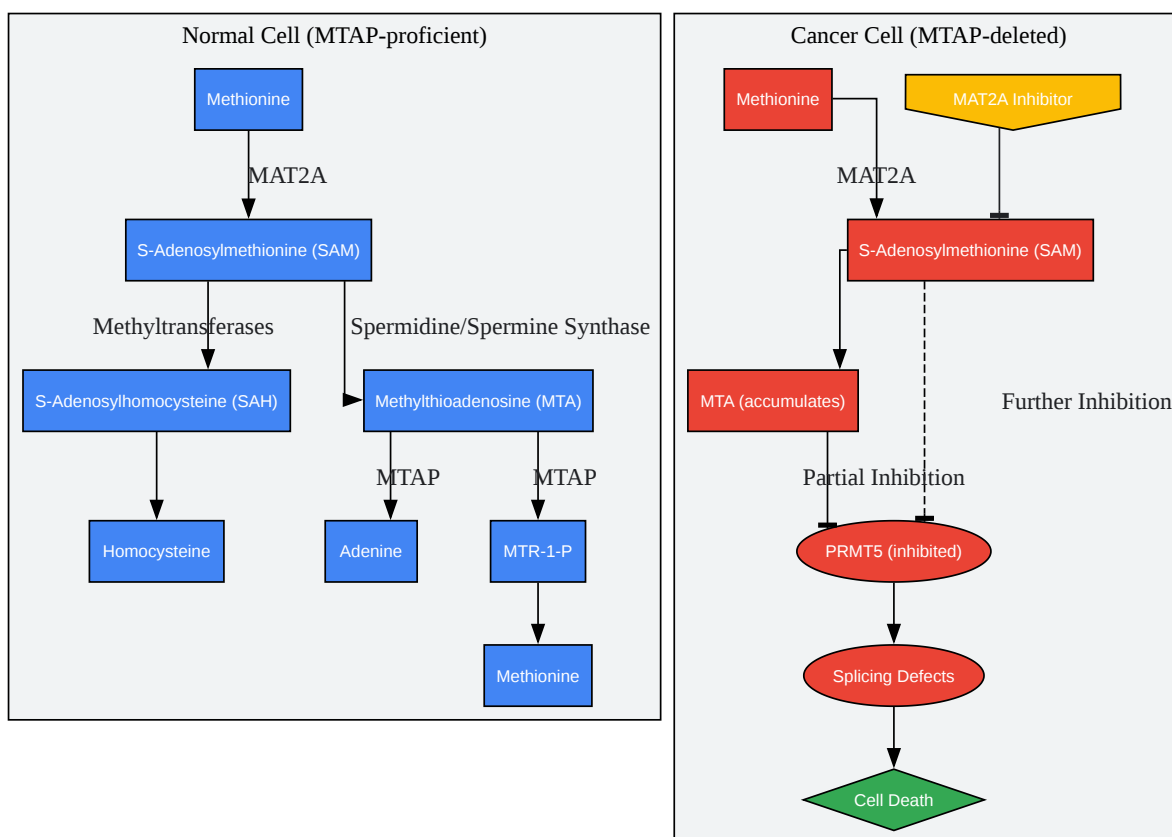 Normal Cell (MTAP-proficient)
Methionine
MAT2A
S-Adenosylmethionine (SAM)
Methyltransferases
Spermidine/Spermine Synthase
S-Adenosylhomocysteine (SAH)
Methylthioadenosine (MTA)
MTAP
MTAP
Homocysteine
Adenine
MTR-1-P
Methionine
Cancer Cell (MTAP-deleted)
Methionine
MAT2A Inhibitor
MAT2A
S-Adenosylmethionine (SAM)
MTA (accumulates)
Further Inhibition
Partial Inhibition
PRMT5 (inhibited)
Splicing Defects
Cell Death